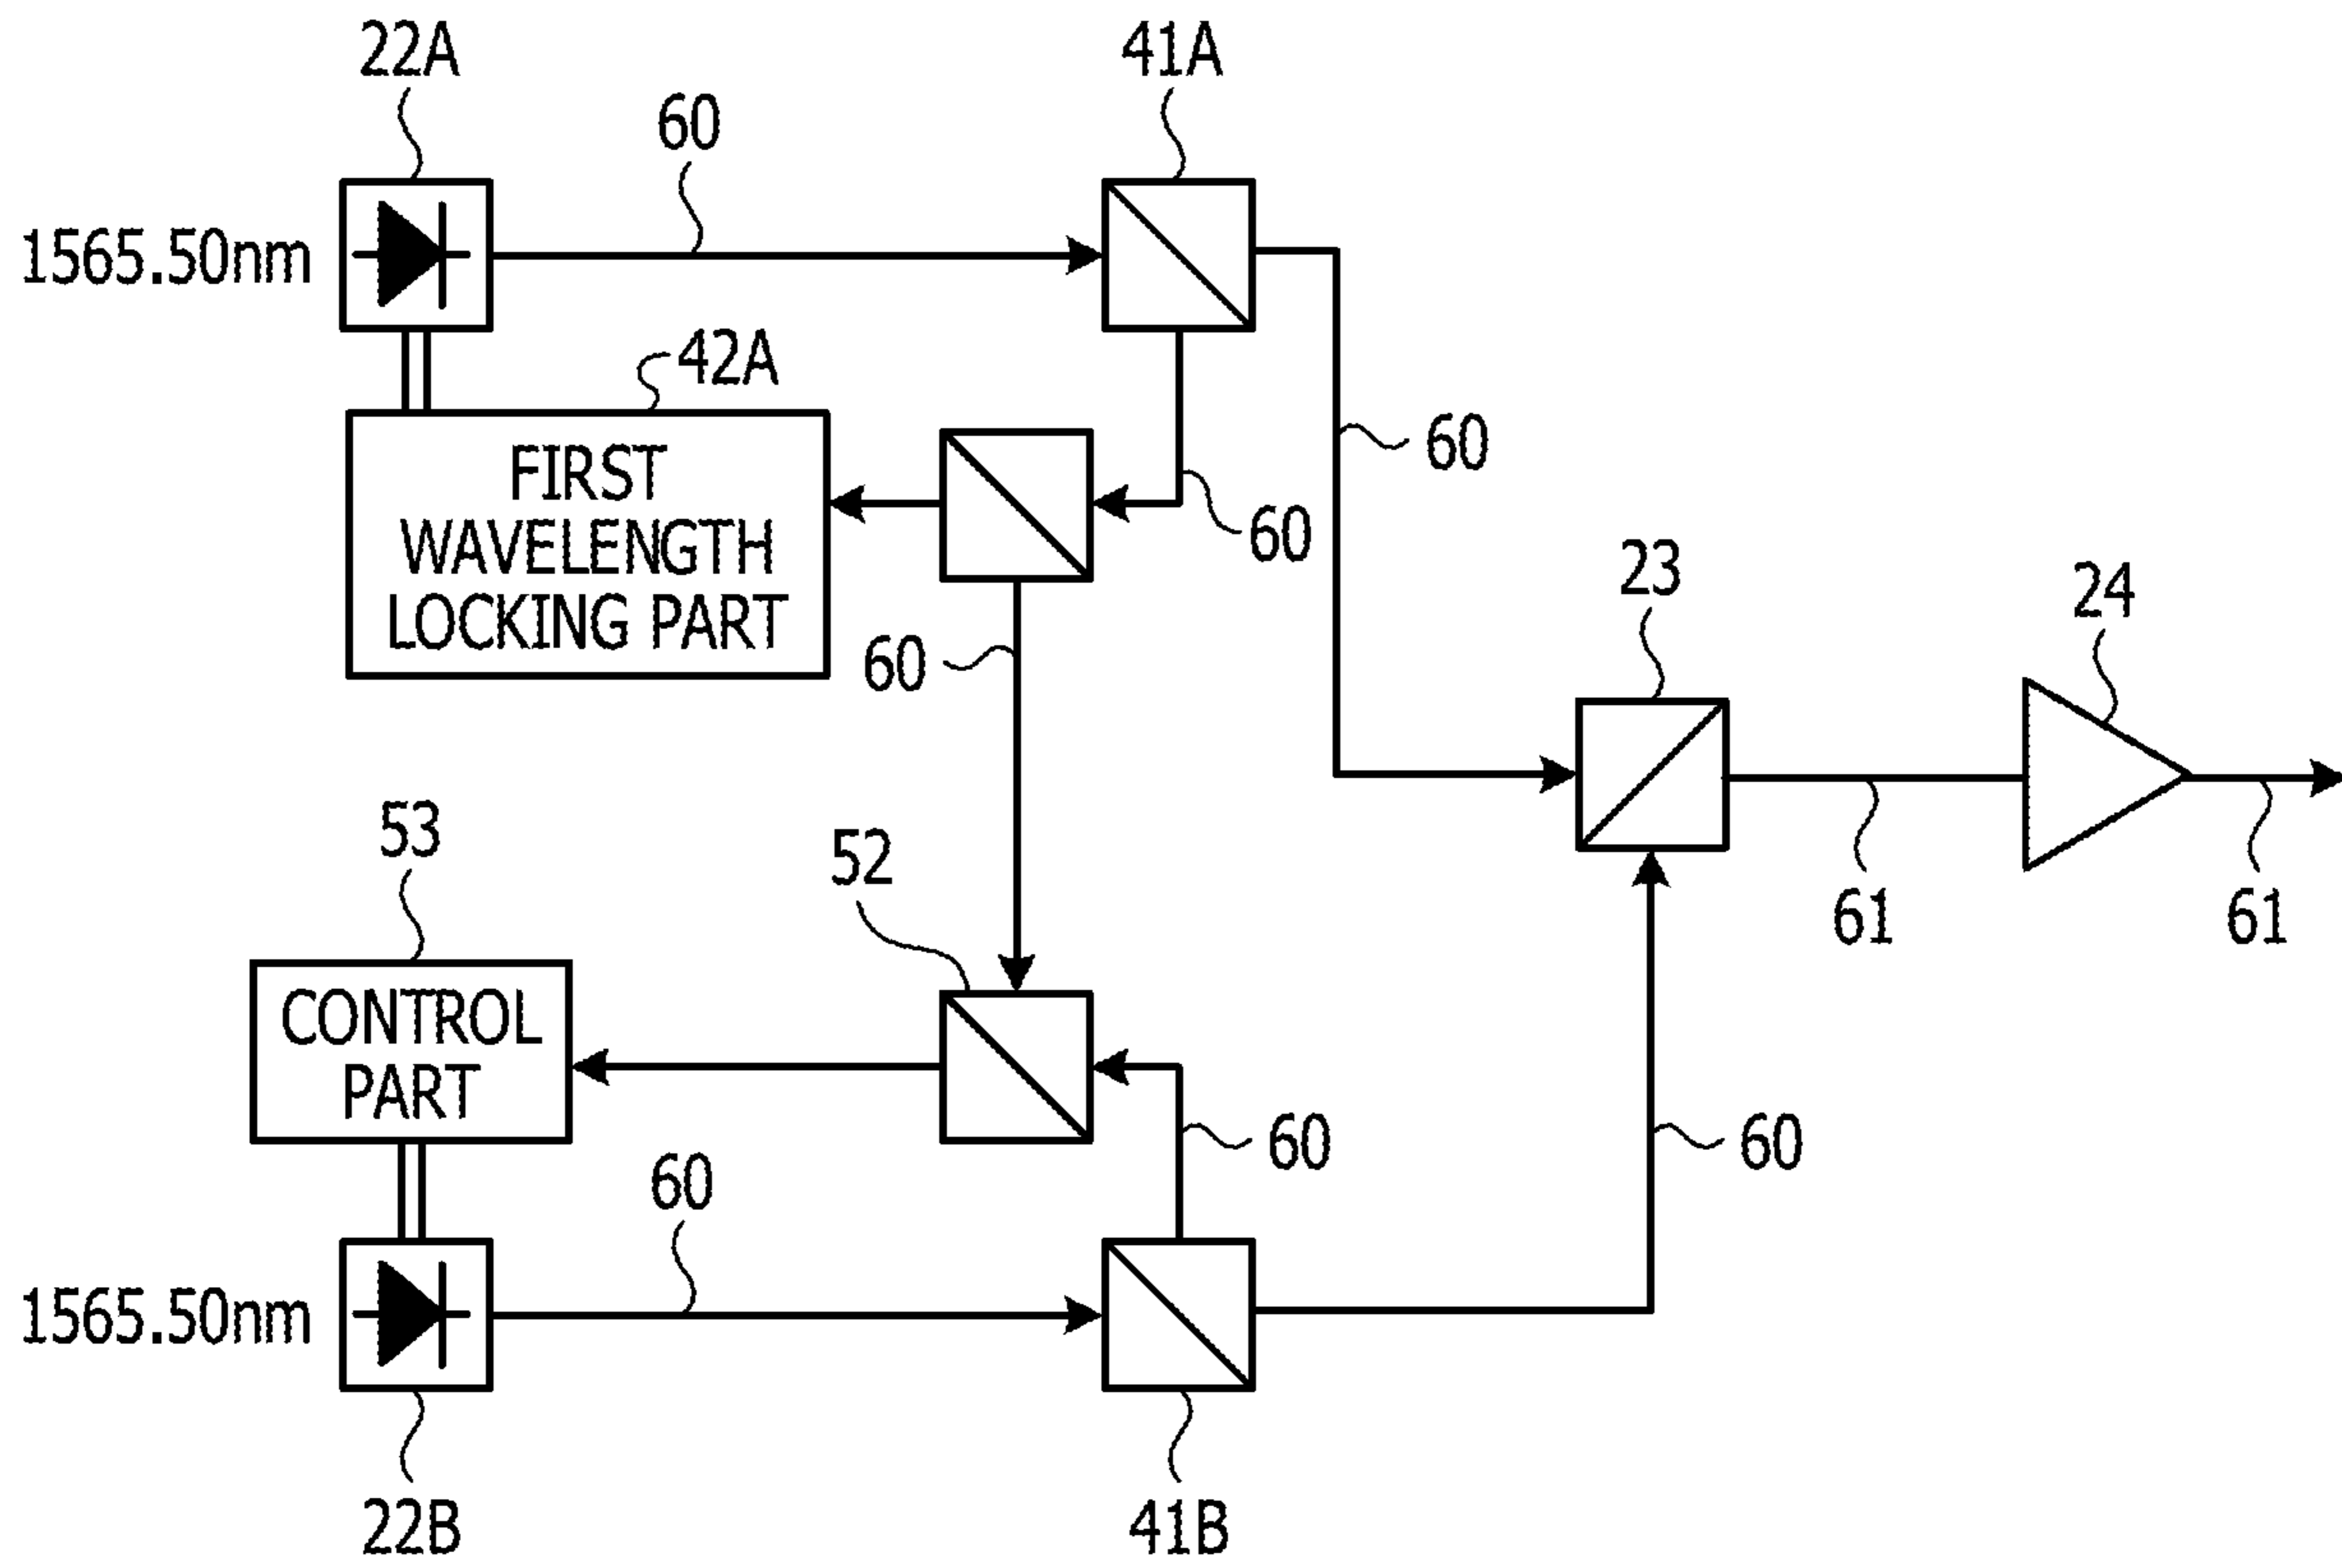 22A
41A
60
1565.50nm
42A
60
FIRST
WAVELENGTH
LOCKING PART
60
23
24
60
53
52
61
61
CONTROL
PART
60
60
60
1565.50nm
22B
41B